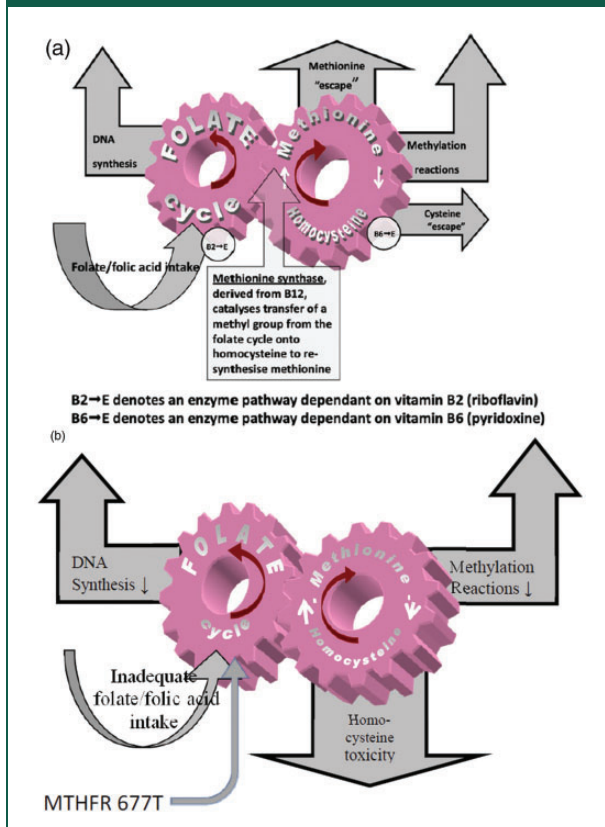 (a)
Methionine
"escape"
DNA
synthesis
FOLATE
cycle
Methionine
Homocysteine
Methylation
reactions
Cysteine
"escape"
B2→E
B6→E
Folate/folic acid intake
Methionine synthase,
derived from B12,
catalyses transfer of a
methyl group from the
folate cycle onto
homocysteine to re-
synthesise methionine
B2→E denotes an enzyme pathway dependant on vitamin B2 (riboflavin)
B6→E denotes an enzyme pathway dependant on vitamin B6 (pyridoxine)
(b)
DNA
Synthesis ↓
FOLATE
cycle
Methionine
Homocysteine
Methylation
Reactions ↓
Inadequate
folate/folic acid
intake
Homo-
cysteine
toxicity
MTHFR 677T